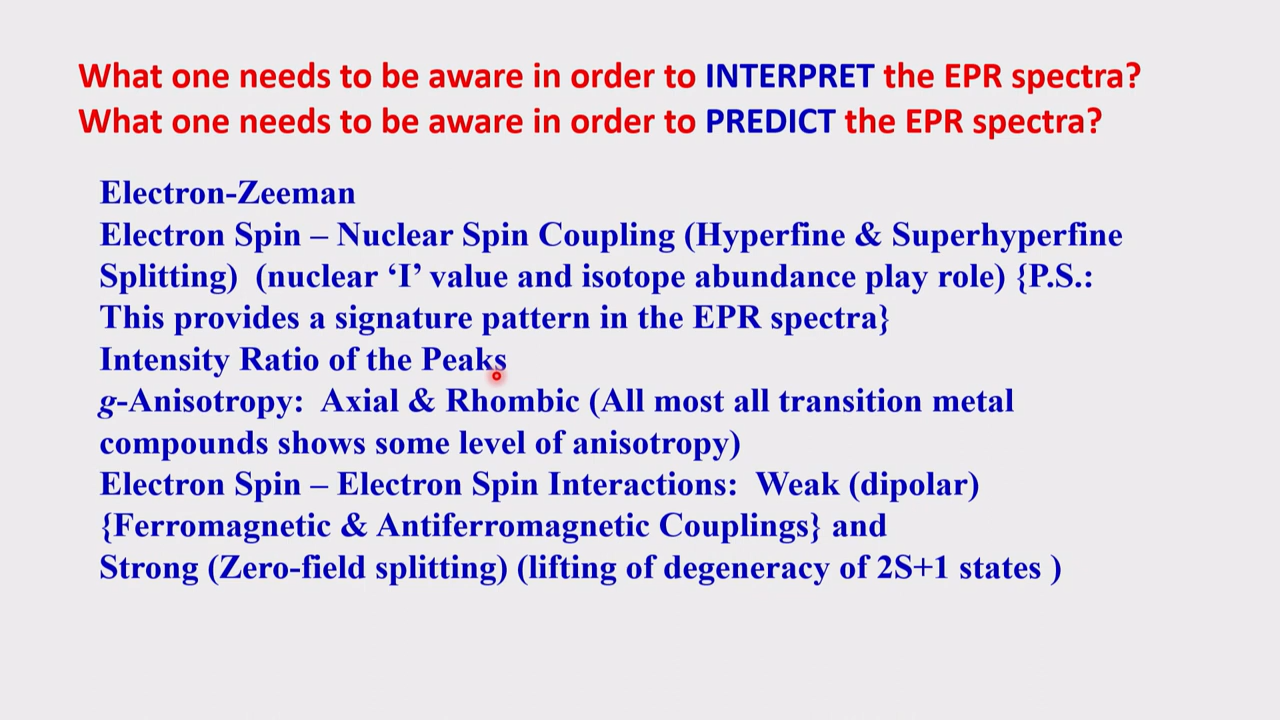 What one needs to be aware in order to INTERPRET the EPR spectra?
What one needs to be aware in order to PREDICT the EPR spectra?
Electron-Zeeman
Electron Spin – Nuclear Spin Coupling (Hyperfine & Superhyperfine
Splitting) (nuclear ‘I’ value and isotope abundance play role) {P.S.:
This provides a signature pattern in the EPR spectra}
Intensity Ratio of the Peaks
g-Anisotropy: Axial & Rhombic (All most all transition metal
compounds shows some level of anisotropy)
Electron Spin – Electron Spin Interactions: Weak (dipolar)
{Ferromagnetic & Antiferromagnetic Couplings} and
Strong (Zero-field splitting) (lifting of degeneracy of 2S+1 states )